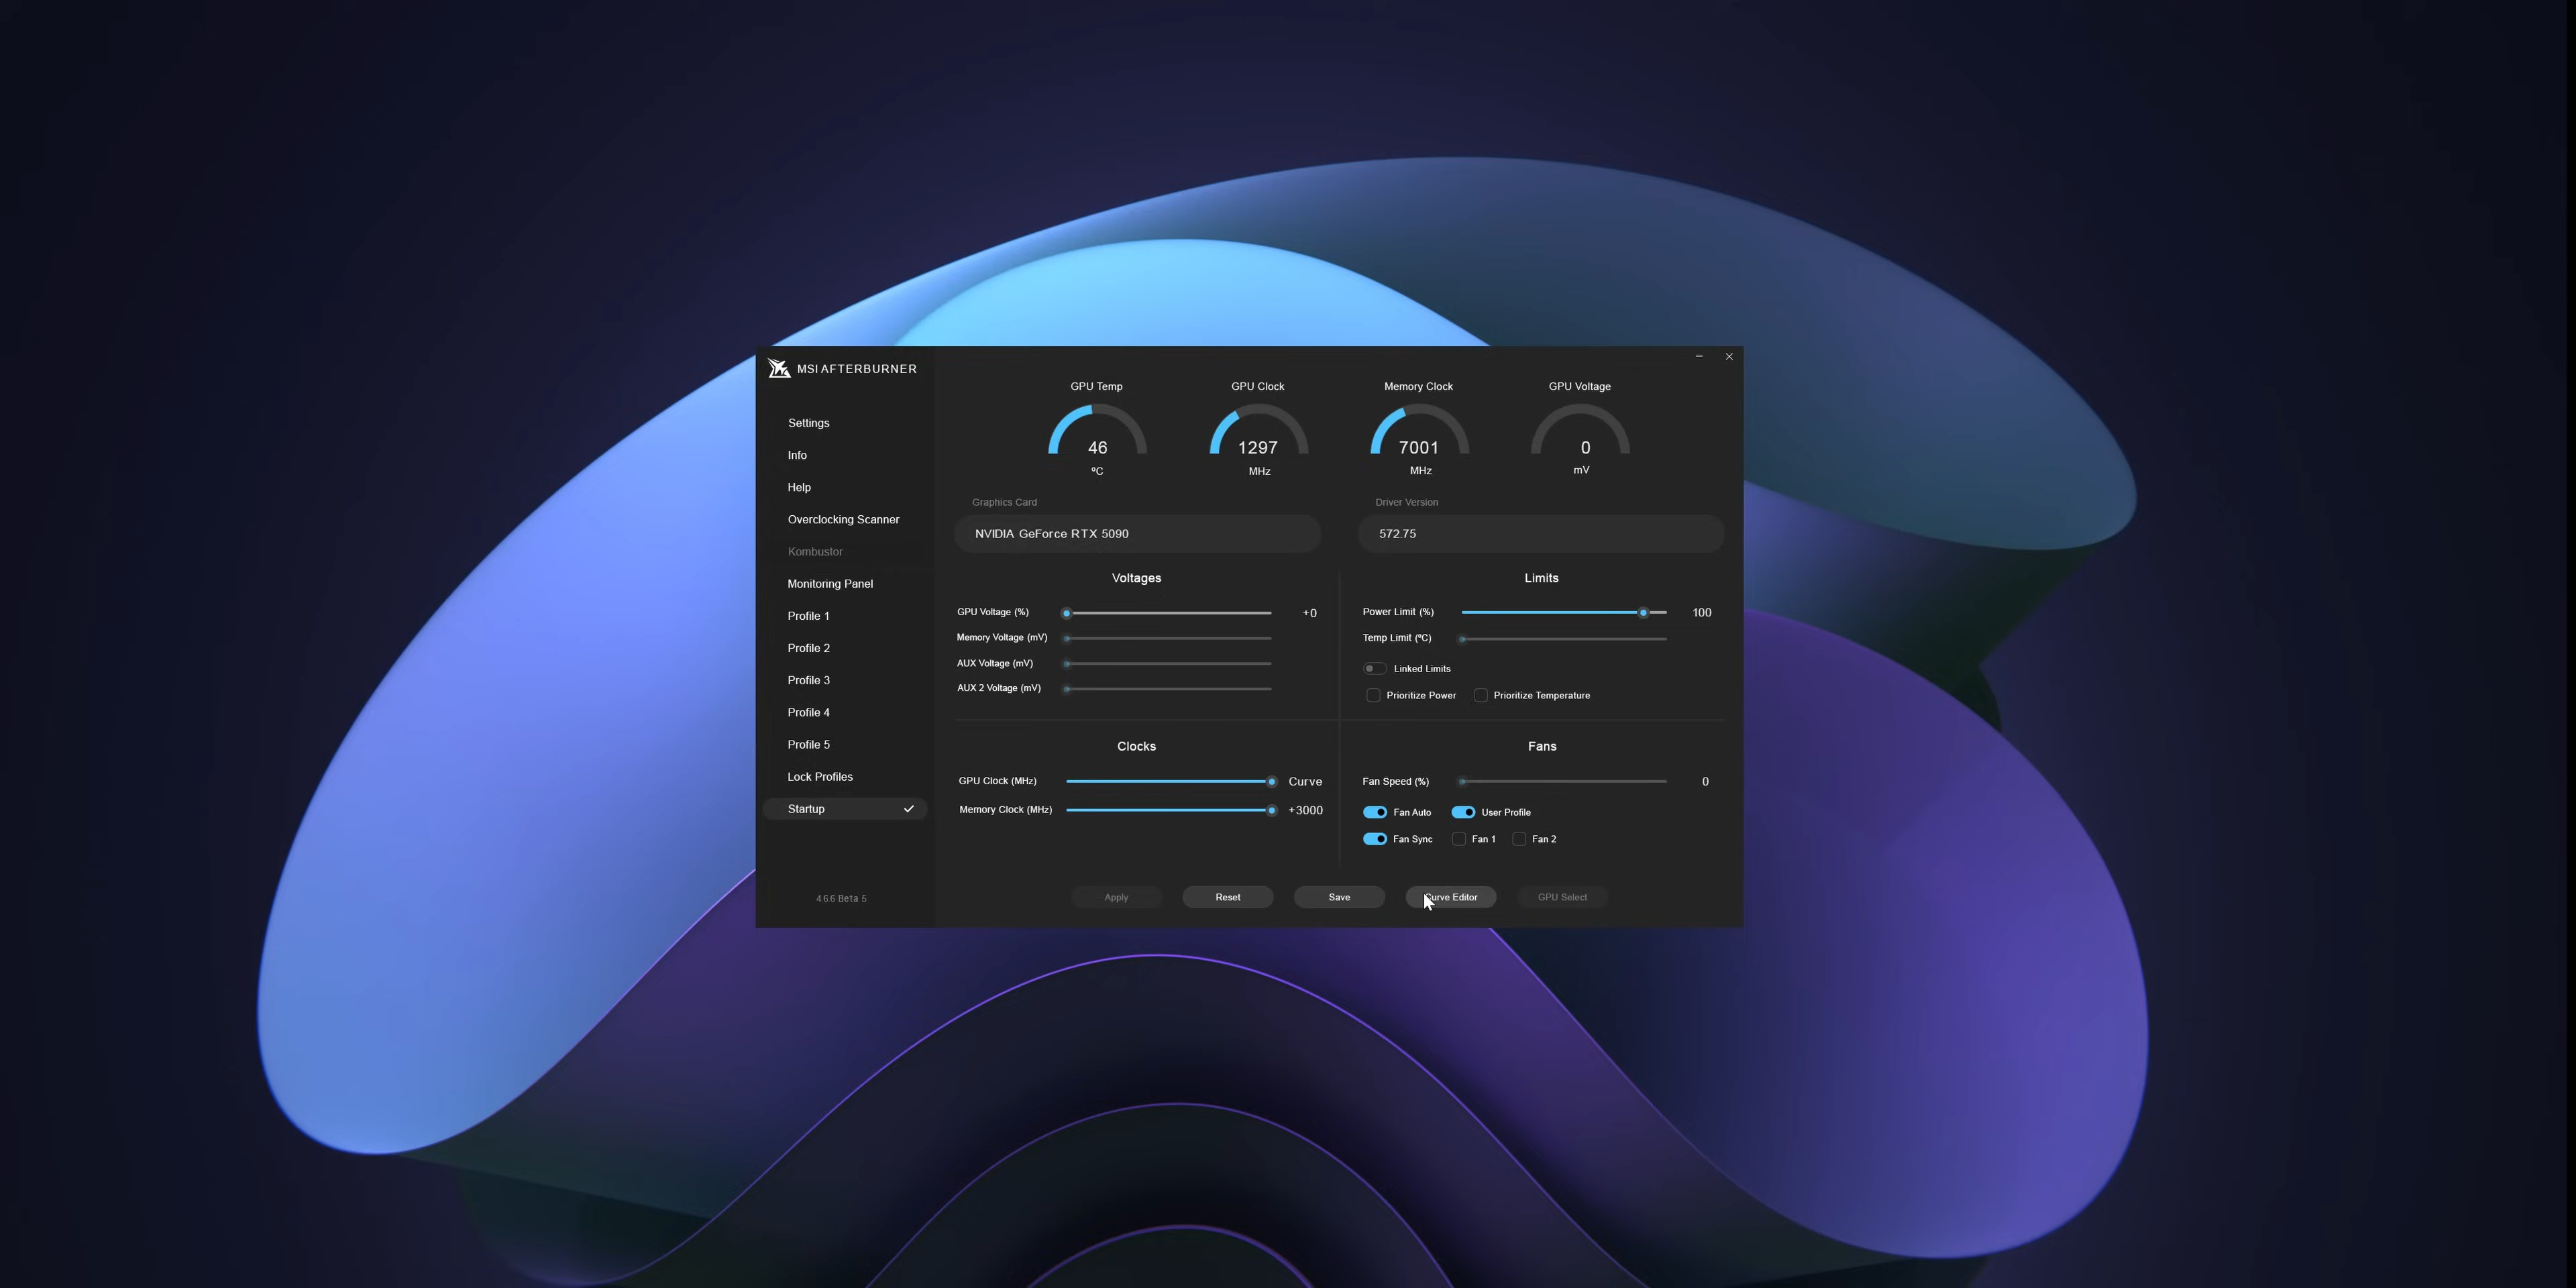 MSI AFTERBURNER
Settings
Info
Help
Overclocking Scanner
Kombustor
Monitoring Panel
Profile 1
Profile 2
Profile 3
Profile 4
Profile 5
Lock Profiles
Startup
4.6.6 Beta 5
GPU Temp
46
ºC
GPU Clock
1297
MHz
Memory Clock
7001
MHz
GPU Voltage
0
mV
Graphics Card
NVIDIA GeForce RTX 5090
Driver Version
572.75
Voltages
GPU Voltage (%) +0
Memory Voltage (mV)
AUX Voltage (mV)
AUX 2 Voltage (mV)
Limits
Power Limit (%) 100
Temp Limit (ºC)
Linked Limits
Prioritize Power Prioritize Temperature
Clocks
GPU Clock (MHz) Curve
Memory Clock (MHz) +3000
Fans
Fan Speed (%) 0
Fan Auto User Profile
Fan Sync Fan 1 Fan 2
Apply Reset Save Curve Editor GPU Select